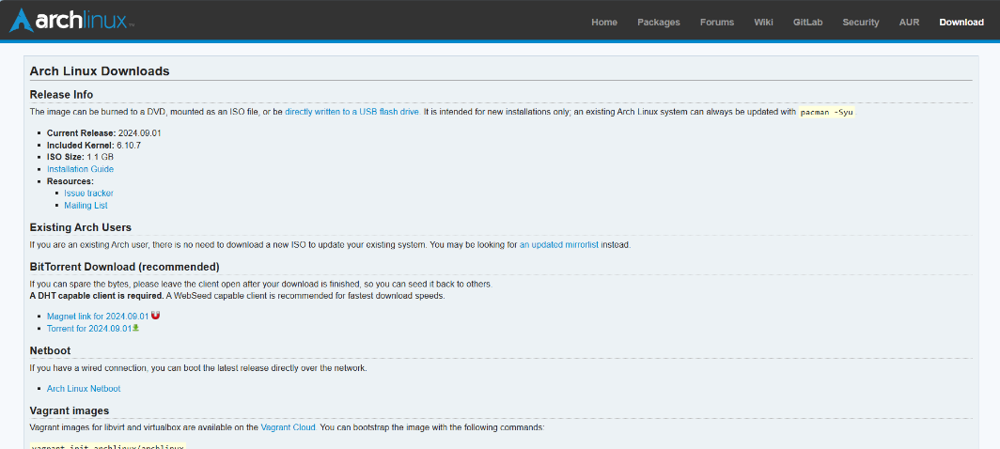 archlinux™
Home Packages Forums Wiki GitLab Security AUR Download
Arch Linux Downloads
Release Info
The image can be burned to a DVD, mounted as an ISO file, or be directly written to a USB flash drive. It is intended for new installations only; an existing Arch Linux system can always be updated with pacman -Syu.
Current Release: 2024.09.01
Included Kernel: 6.10.7
ISO Size: 1.1 GB
Installation Guide
Resources:
Issue tracker
Mailing List
Existing Arch Users
If you are an existing Arch user, there is no need to download a new ISO to update your existing system. You may be looking for an updated mirrorlist instead.
BitTorrent Download (recommended)
If you can spare the bytes, please leave the client open after your download is finished, so you can seed it back to others.
A DHT capable client is required. A WebSeed capable client is recommended for fastest download speeds.
Magnet link for 2024.09.01
Torrent for 2024.09.01
Netboot
If you have a wired connection, you can boot the latest release directly over the network.
Arch Linux Netboot
Vagrant images
Vagrant images for libvirt and virtualbox are available on the Vagrant Cloud. You can bootstrap the image with the following commands:
vagrant init archlinux/archlinux